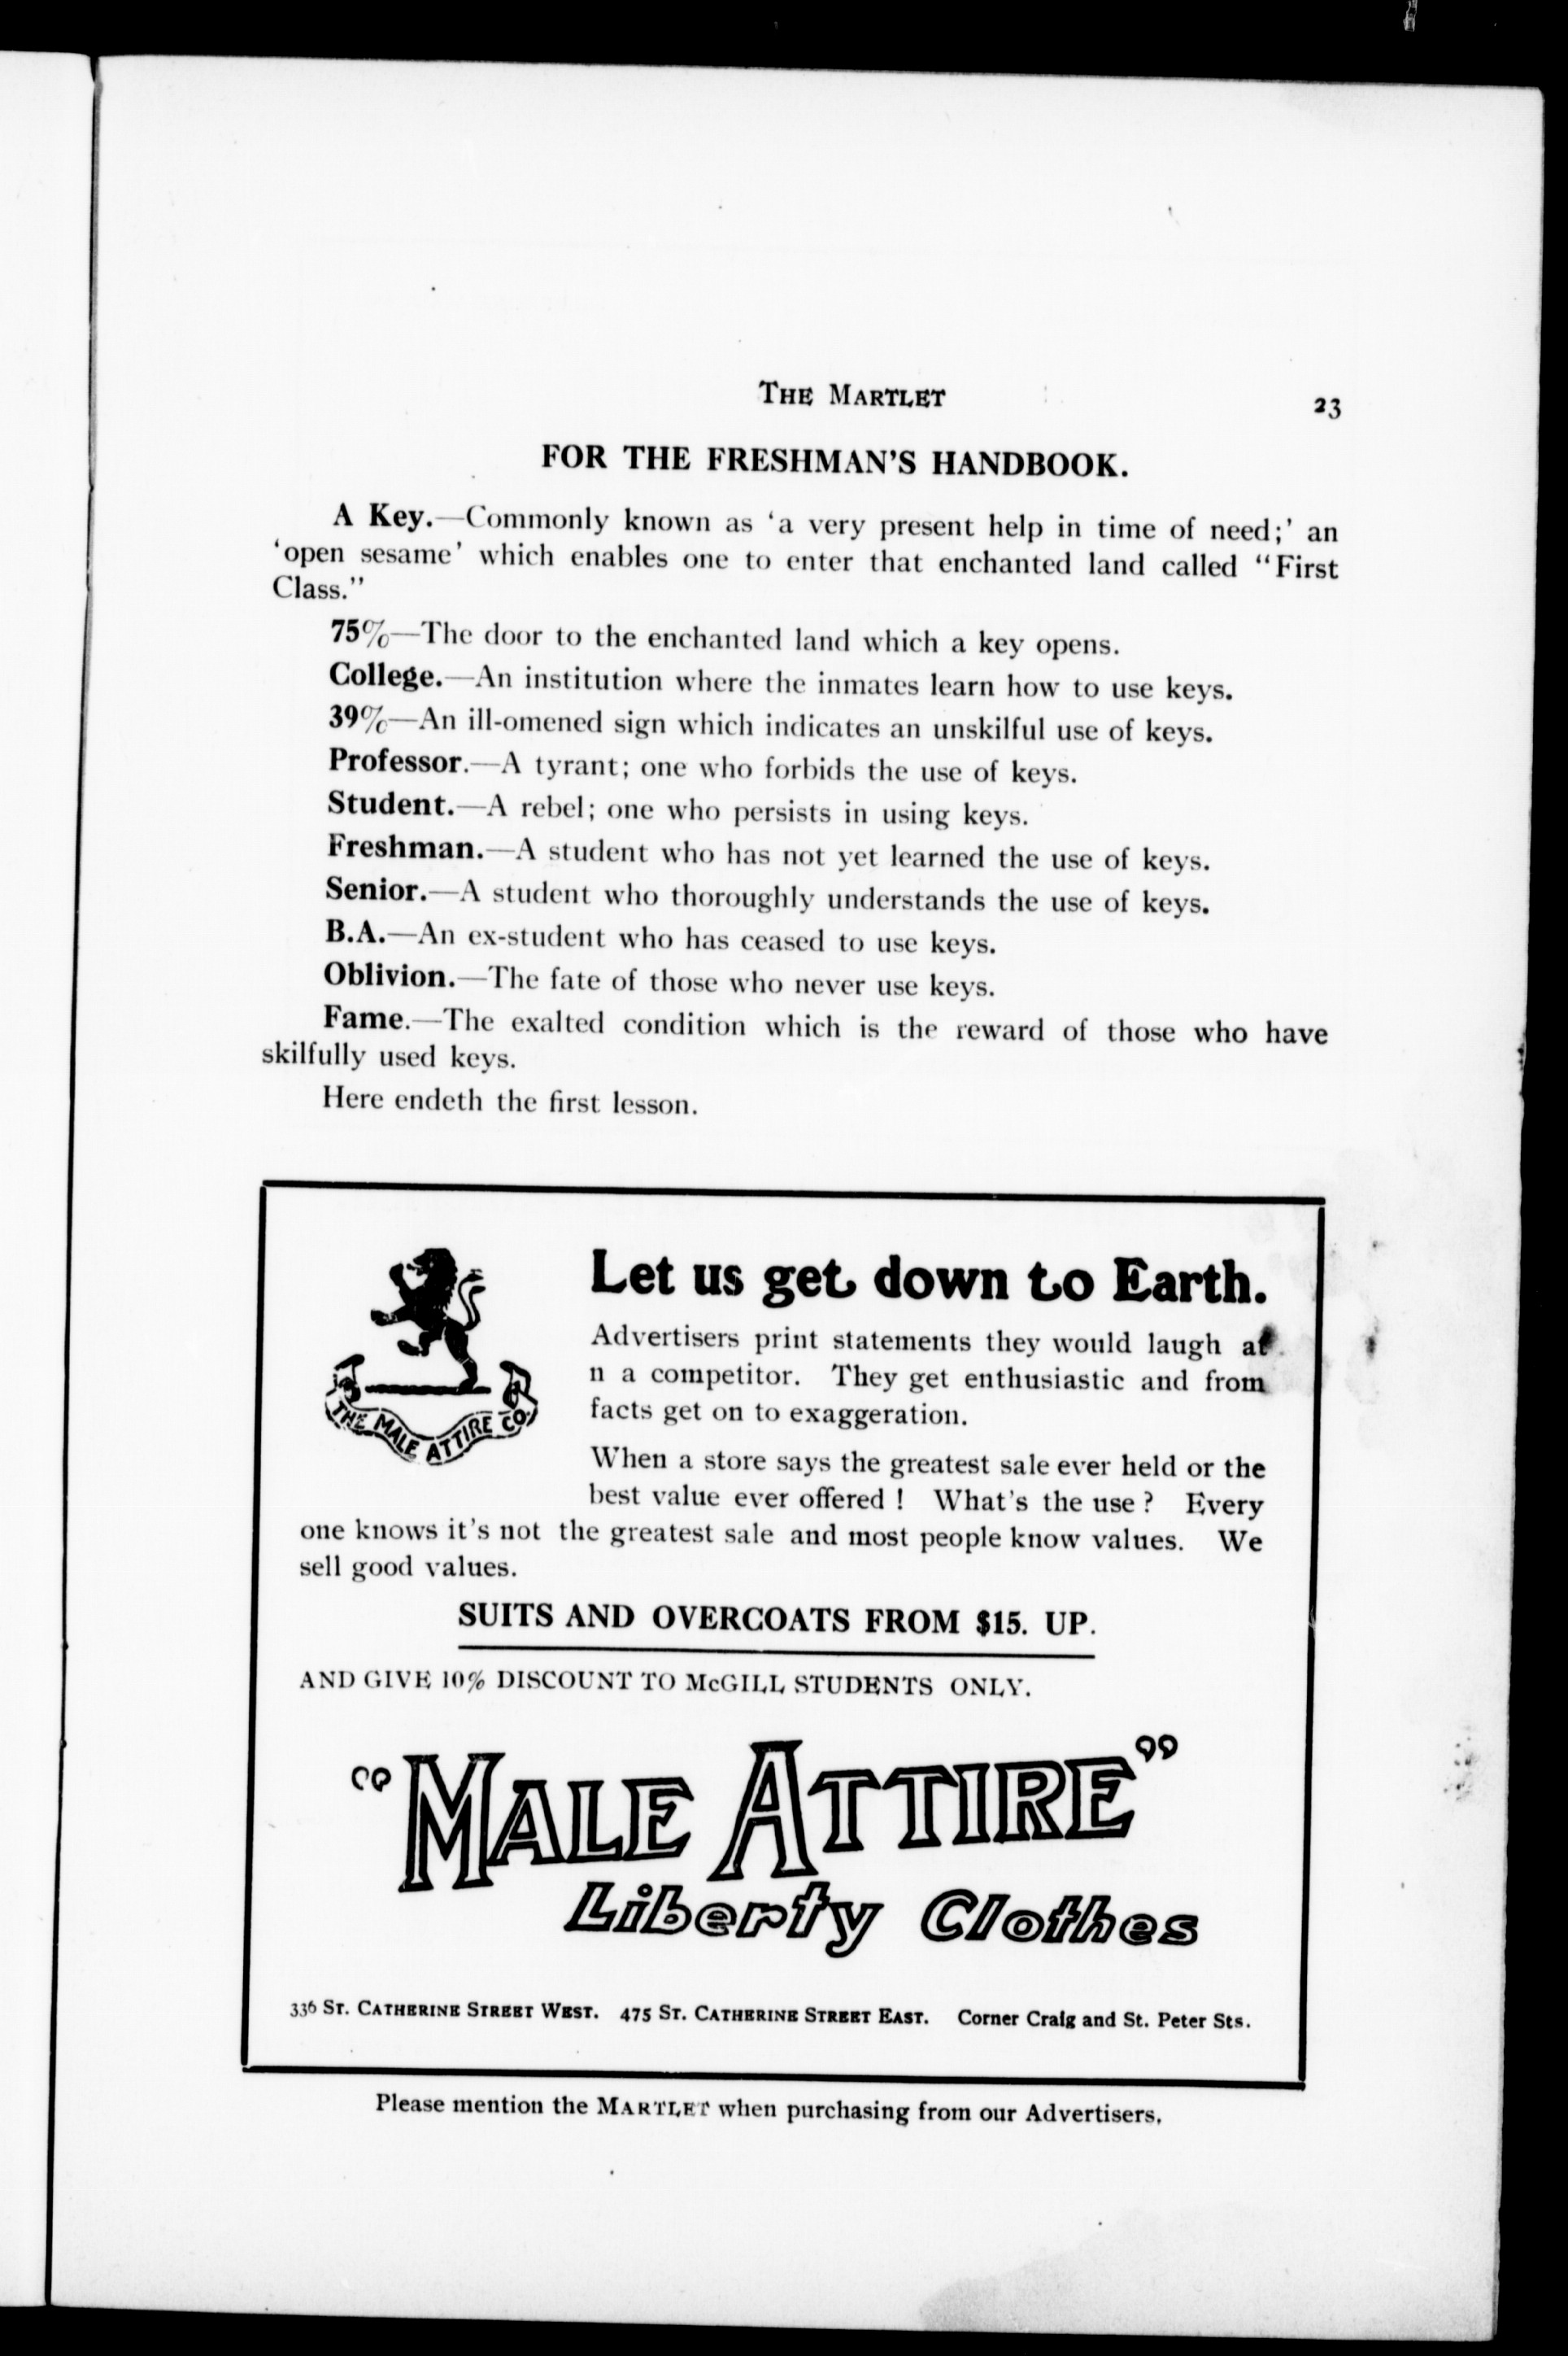 THE MARTLET 23
FOR THE FRESHMAN'S HANDBOOK.
A Key.—Commonly known as 'a very present help in time of need;' an
'open sesame' which enables one to enter that enchanted land called "First
Class."
75%—The door to the enchanted land which a key opens.
College.—An institution where the inmates learn how to use keys.
39%—An ill-omened sign which indicates an unskilful use of keys.
Professor.—A tyrant; one who forbids the use of keys.
Student.—A rebel; one who persists in using keys.
Freshman.—A student who has not yet learned the use of keys.
Senior.—A student who thoroughly understands the use of keys.
B.A.—An ex-student who has ceased to use keys.
Oblivion.—The fate of those who never use keys.
Fame.—The exalted condition which is the reward of those who have
skilfully used keys.
Here endeth the first lesson.
THE MALE ATTIRE CO.
Let us get down to Earth.
Advertisers print statements they would laugh at
n a competitor. They get enthusiastic and from
facts get on to exaggeration.
When a store says the greatest sale ever held or the
best value ever offered ! What's the use ? Every
one knows it's not the greatest sale and most people know values. We
sell good values.
SUITS AND OVERCOATS FROM $15. UP.
AND GIVE 10% DISCOUNT TO McGILL STUDENTS ONLY.
"MALE ATTIRE"
Liberty Clothes
336 ST. CATHERINE STREET WEST. 475 ST. CATHERINE STREET EAST. Corner Craig and St. Peter Sts.
Please mention the MARTLET when purchasing from our Advertisers.